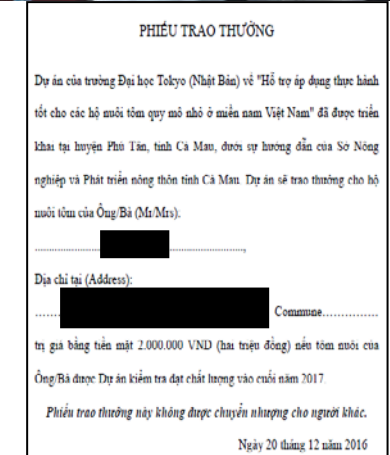 PHIẾU TRAO THƯỞNG
Dự án của trường Đại học Tokyo (Nhật Bản) về "Hỗ trợ áp dụng thực hành
tốt cho các hộ nuôi tôm quy mô nhỏ ở miền nam Việt Nam" đã được triển
khai tại huyện Phú Tân, tỉnh Cà Mau, dưới sự hướng dẫn của Sở Nông
nghiệp và Phát triển nông thôn tỉnh Cà Mau. Dự án sẽ trao thưởng cho hộ
nuôi tôm của Ông/Bà (Mr/Mrs):
...............,
Địa chỉ tại (Address):
....... Commune...............
trị giá bằng tiền mặt 2.000.000 VND (hai triệu đồng) nếu tôm nuôi của
Ông/Bà được Dự án kiểm tra đạt chất lượng vào cuối năm 2017.
Phiếu trao thưởng này không được chuyển nhượng cho người khác.
Ngày 20 tháng 12 năm 2016